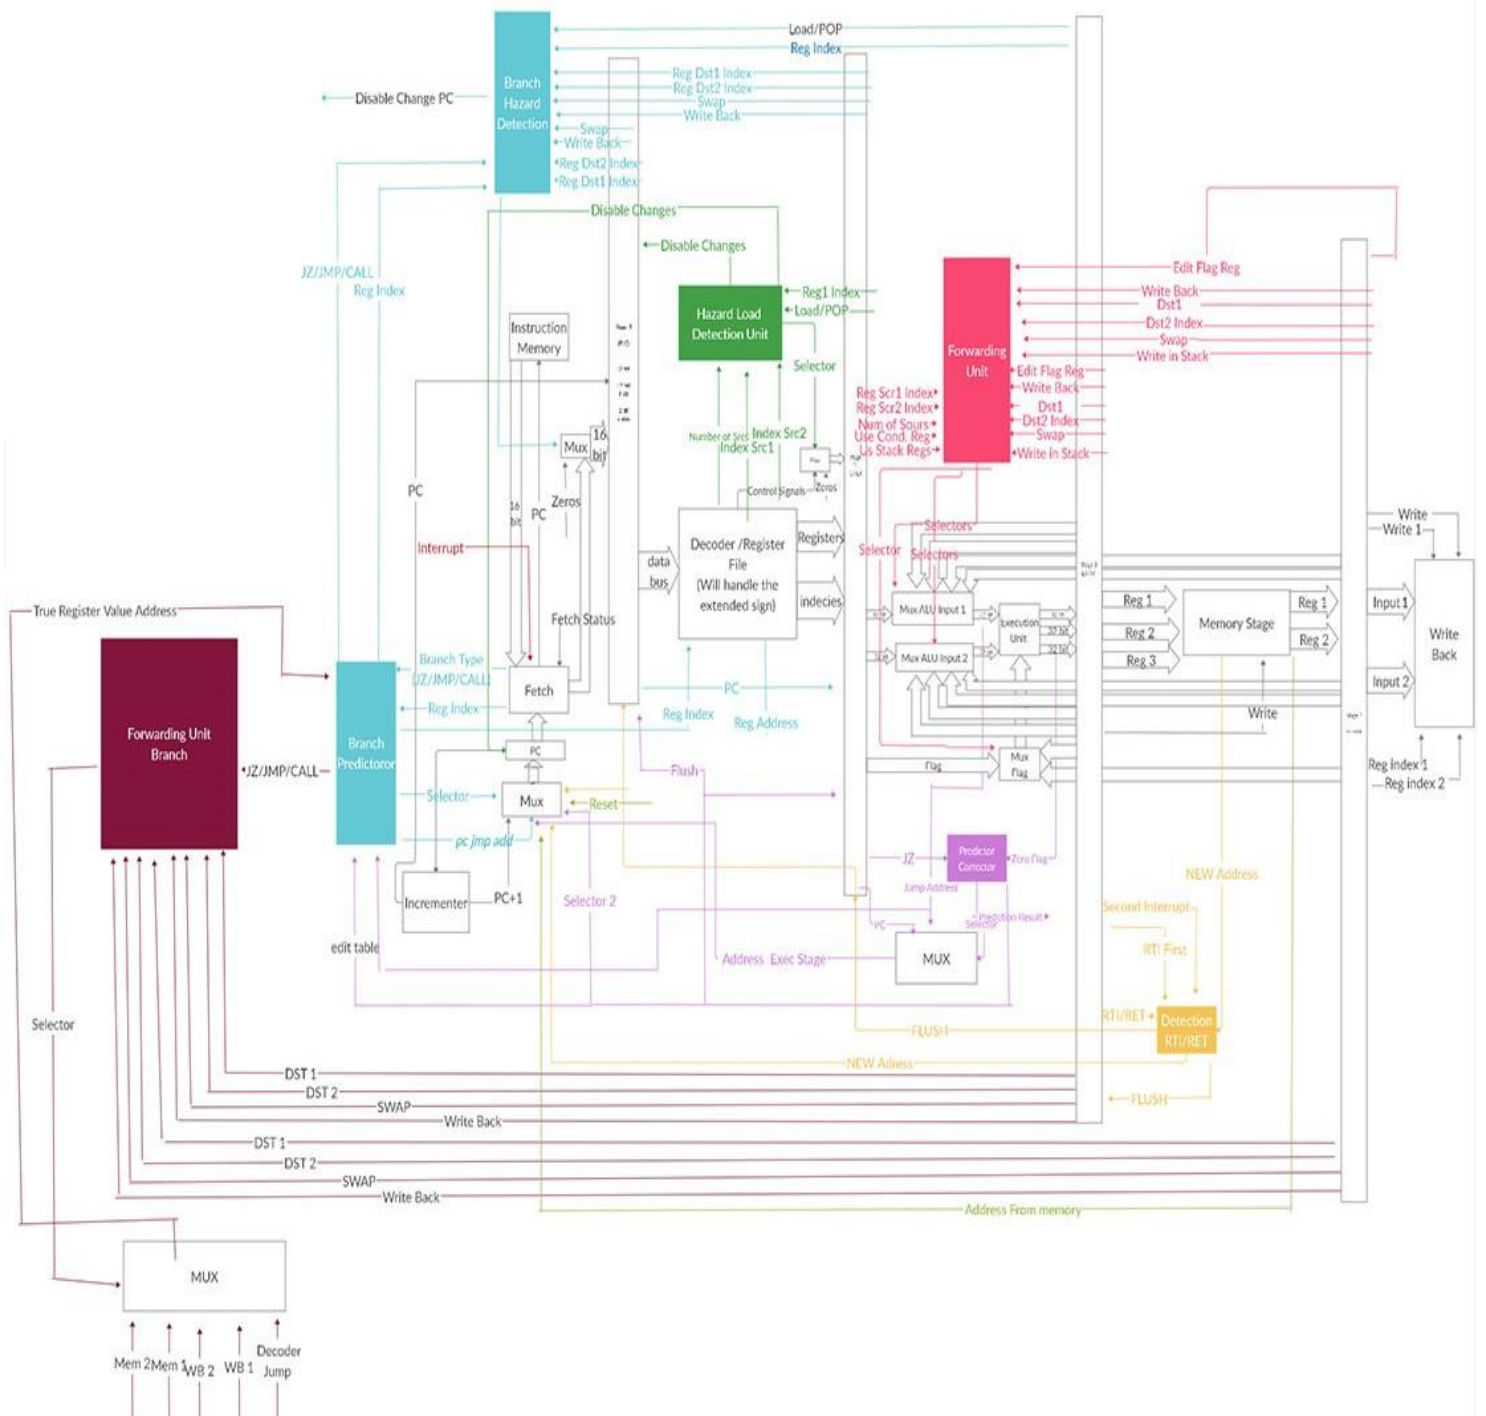 Load/POP
Reg Index
Branch
Hazard
Detection
Reg Dst1 Index
Reg Dst2 Index
Swap
Write Back
Disable Change PC
Swap
Write Back
Reg Dst2 Index
Reg Dst1 Index
Disable Changes
Disable Changes
JZ/JMP/CALL
Reg Index
Hazard Load
Detection Unit
Reg1 Index
Load/POP
Selector
Instruction
Memory
Forwarding
Unit
Edit Flag Reg
Write Back
Dst1
Dst2 Index
Swap
Write in Stack
Edit Flag Reg
Write Back
Dst1
Dst2 Index
Swap
Write in Stack
Reg Scr1 Index
Reg Scr2 Index
Num of Sours
Use Cond. Reg
Us Stack Regs
Mux
16
bit
Number of Srcs
Index Src2
Index Src1
Control Signals
Zeros
PC
16
bit
PC
Zeros
Interrupt
Fetch Status
data
bus
Decoder /Register
File
(Will handle the
extended sign)
Registers
indecies
Selectors
Selector
Selectors
Mux ALU Input 1
Mux ALU Input 2
Execution
Unit
32 bit
32 bit
Reg 1
Reg 2
Reg 3
Memory Stage
Reg 1
Reg 2
Write
Write 1
Input 1
Input 2
Write
Back
Reg index 1
Reg index 2
Write
True Register Value Address
Forwarding Unit
Branch
JZ/JMP/CALL
Branch
Predictoror
Branch Type
(JZ/JMP/CALL)
Reg Index
Fetch
PC
PC
Reg Index
Reg Address
Selector
Mux
Reset
Flush
pc jmp add
Flag
Mux
Flag
Incrementer
PC+1
Selector 2
edit table
JZ
Predictor
Corrector
Zero Flag
Jump Address
Prediction Result
Selector
PC
MUX
Address Exec Stage
NEW Address
Second Interrupt
RTI First
RTI/RET
Detection
RTI/RET
FLUSH
NEW Adress
FLUSH
Selector
DST 1
DST 2
SWAP
Write Back
DST 1
DST 2
SWAP
Write Back
Address From memory
MUX
Mem 2
Mem 1
WB 2
WB 1
Decoder
Jump